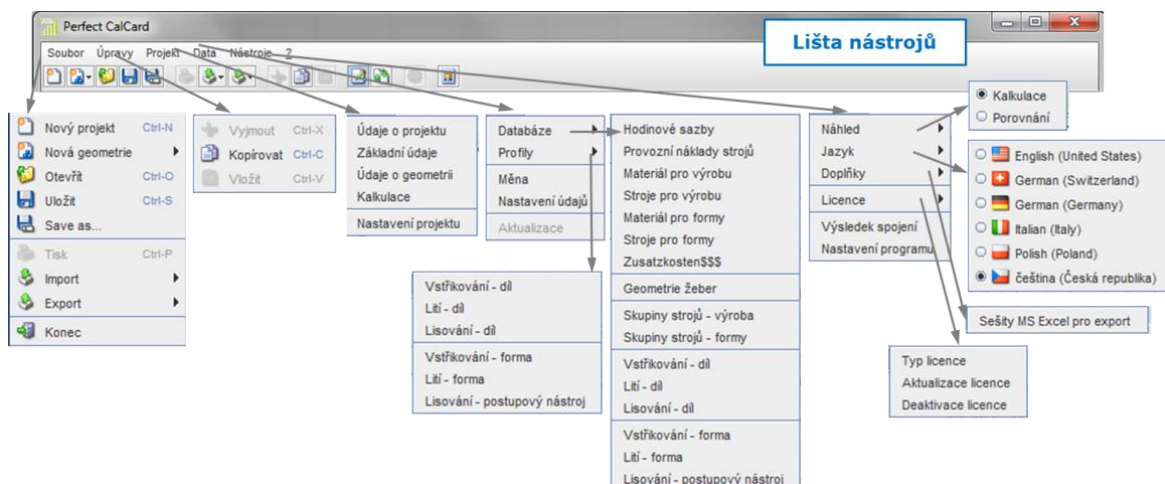 Perfect CalCard
Lišta nástrojů
Soubor Úpravy Projekt Data Nástroje ?
Nový projekt Ctrl-N
Nová geometrie
Otevřít Ctrl-O
Uložit Ctrl-S
Save as...
Tisk Ctrl-P
Import
Export
Konec
Vyjmout Ctrl-X
Kopírovat Ctrl-C
Vložit Ctrl-V
Údaje o projektu
Základní údaje
Údaje o geometrii
Kalkulace
Nastavení projektu
Databáze
Profily
Měna
Nastavení údajů
Aktualizace
Vstřikování - díl
Lití - díl
Lisování - díl
Vstřikování - forma
Lití - forma
Lisování - postupový nástroj
Hodinové sazby
Provozní náklady strojů
Materiál pro výrobu
Stroje pro výrobu
Materiál pro formy
Stroje pro formy
Zusatzkosten$$$
Geometrie žeber
Skupiny strojů - výroba
Skupiny strojů - formy
Vstřikování - díl
Lití - díl
Lisování - díl
Vstřikování - forma
Lití - forma
Lisování - postupový nástroj
Náhled
Jazyk
Doplňky
Licence
Výsledek spojení
Nastavení programu
Kalkulace
Porovnání
English (United States)
German (Switzerland)
German (Germany)
Italian (Italy)
Polish (Poland)
čeština (Česká republika)
Sešity MS Excel pro export
Typ licence
Aktualizace licence
Deaktivace licence